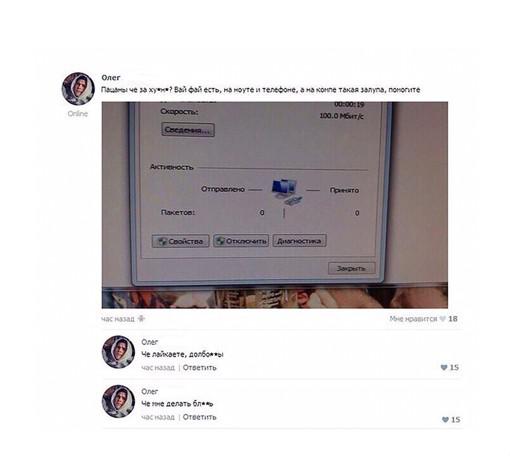 Олег
Пацаны че за ху*н*? Вай фай есть, на ноуте и телефоне, а на компе такая залупа, поногите
Online
00:00:19
Скорость:
100.0 Мбит/с
Сведения...
Активность
Отправлено
Принято
Пакетов:
0
0
Свойства
Отключить
Диагностика
Закрыть
час назад
Мне нравится 18
Олег
Че лайкаете, долбо**ы
час назад | Ответить
15
Олег
Че мне делать бл**ь
час назад | Ответить
15